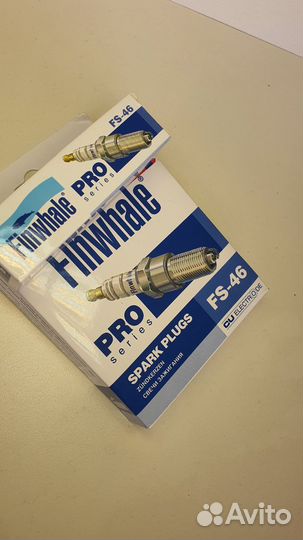 Finwhale
PRO
series
FS-46
Finwhale®
PRO
series
SPARK PLUGS
ZÜNDKERZEN
СВЕЧИ ЗАЖИГАНИЯ
FS-46
CU ELECTRODE
Avito